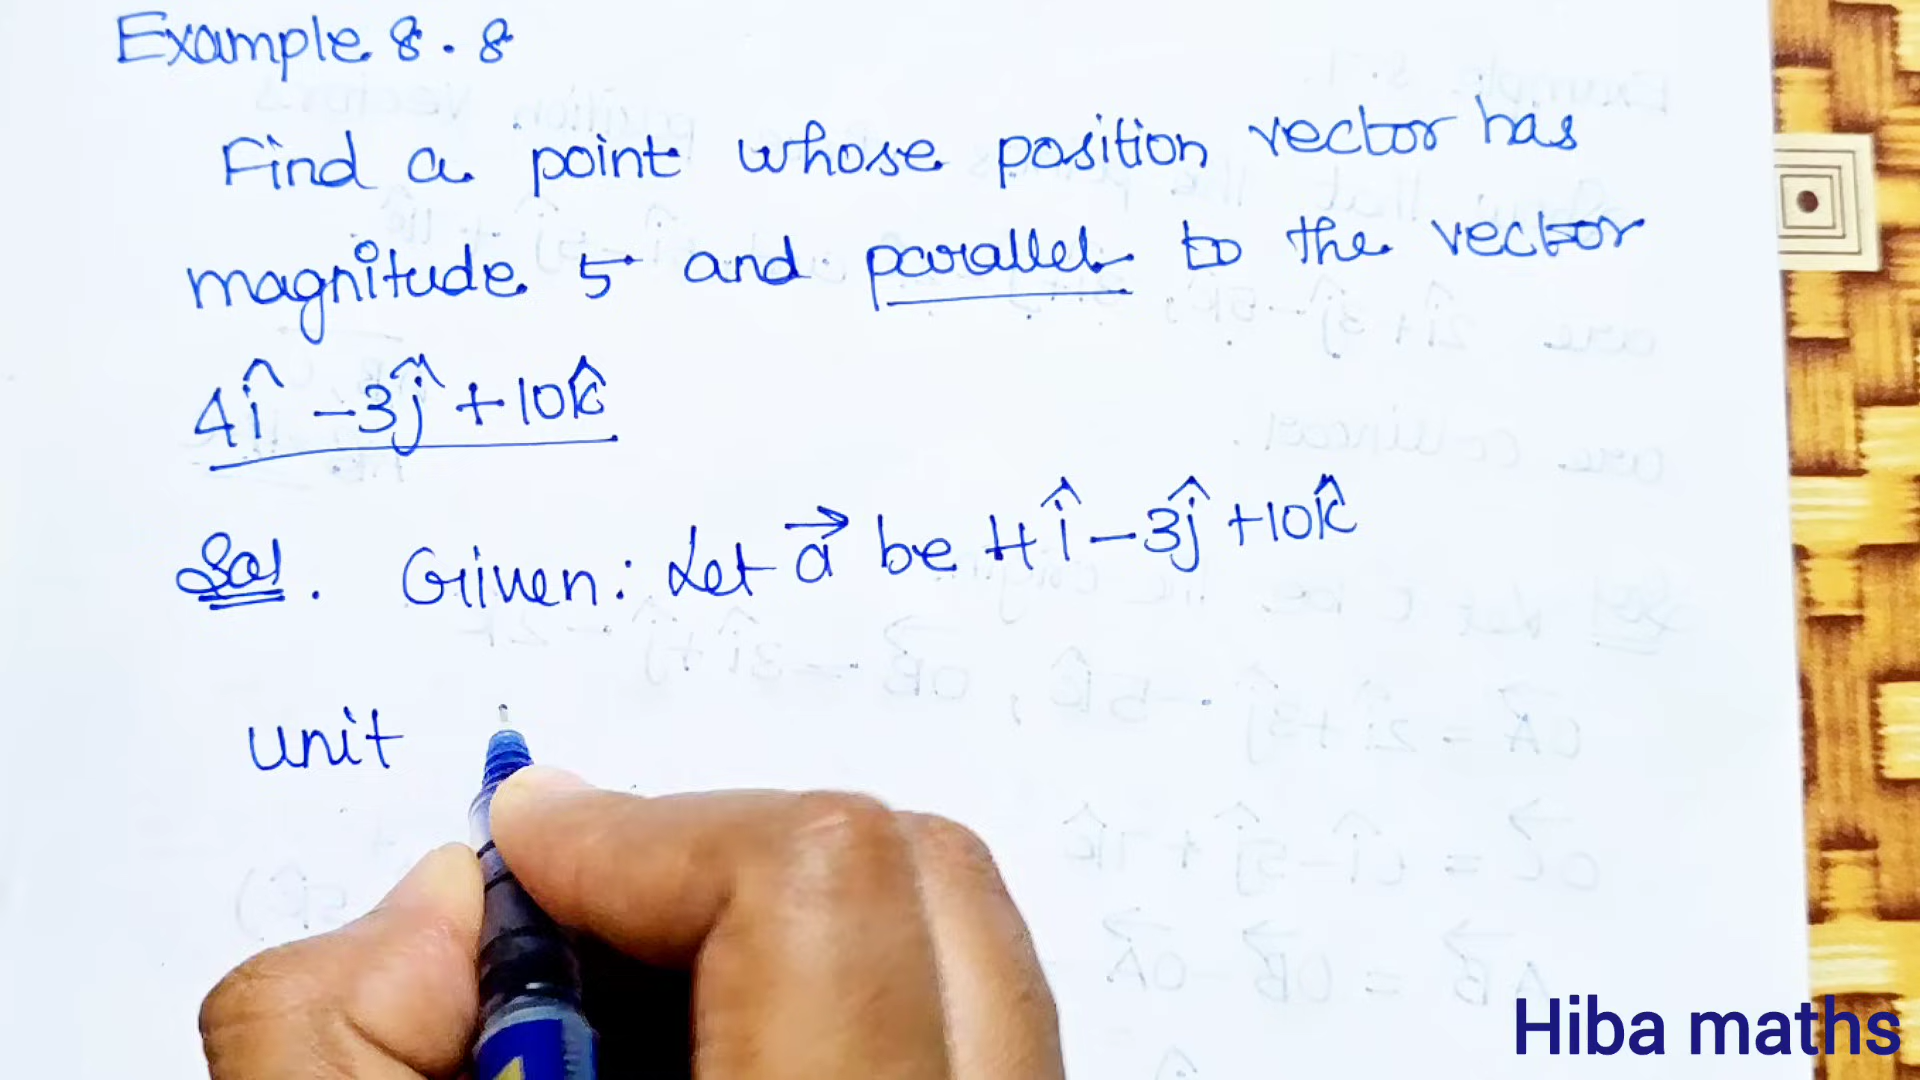 Example 8.8
Find a point whose position vector has
magnitude 5 and parallel to the vector
4î - 3ĵ + 10k̂
Sol. Given: Let a⃗ be 4î - 3ĵ + 10k̂
unit
Hiba maths